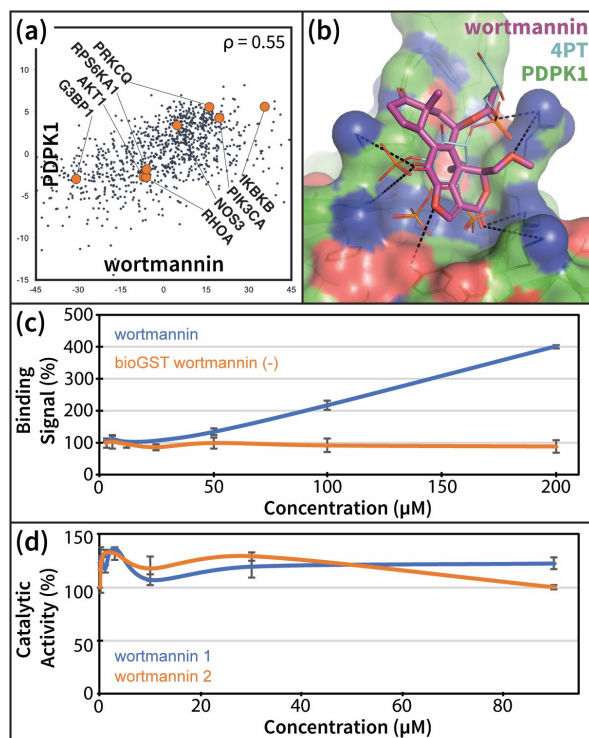 (a)
ρ = 0.55
PRKCQ
RPS6KA1
AKT1
G3BP1
PDPK1
10
5
0
-5
-10
-15
IKBKB
PIK3CA
NOS3
RHOA
wortmannin
-45 -30 -15 0 15 30 45
(b)
wortmannin
4PT
PDPK1
(c)
wortmannin
bioGST wortmannin (-)
Binding
Signal (%)
500
400
300
200
100
0
0 50 100 150 200
Concentration (µM)
(d)
Catalytic
Activity (%)
150
100
50
0
wortmannin 1
wortmannin 2
0 20 40 60 80
Concentration (µM)